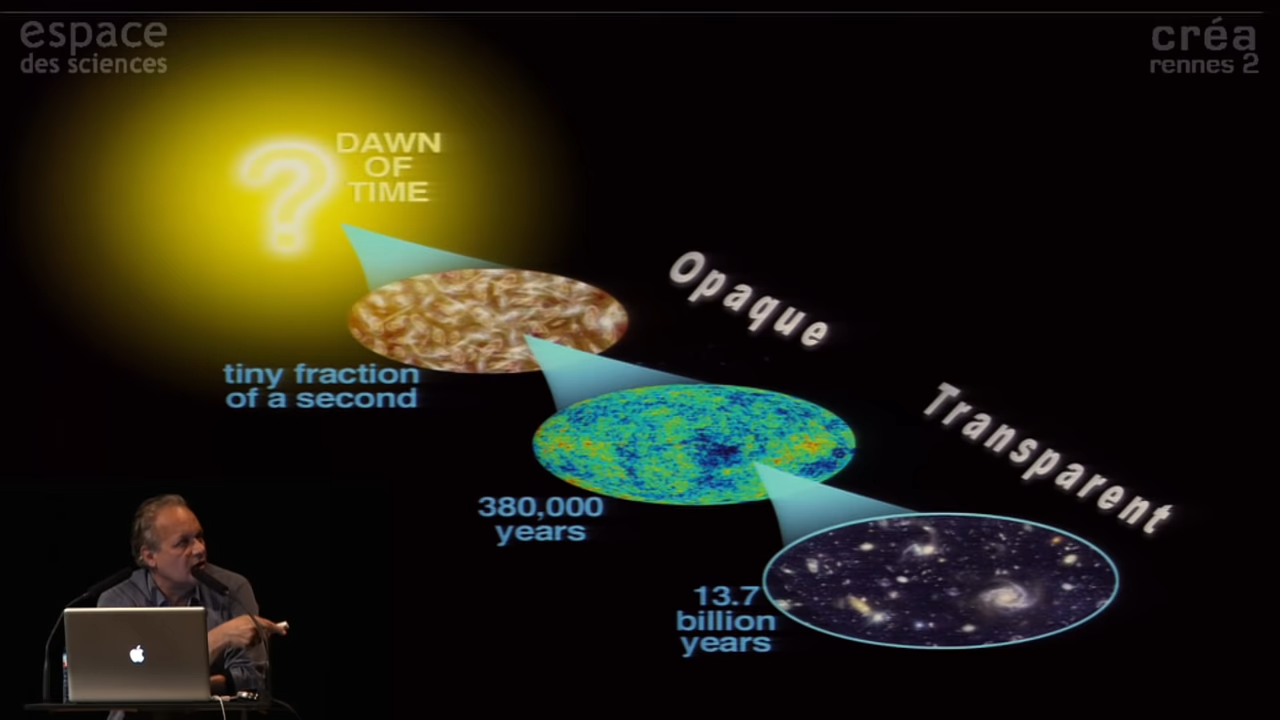 espace
des sciences
créa
rennes 2
?
DAWN
OF
TIME
Opaque
tiny fraction
of a second
Transparent
380,000
years
13.7
billion
years